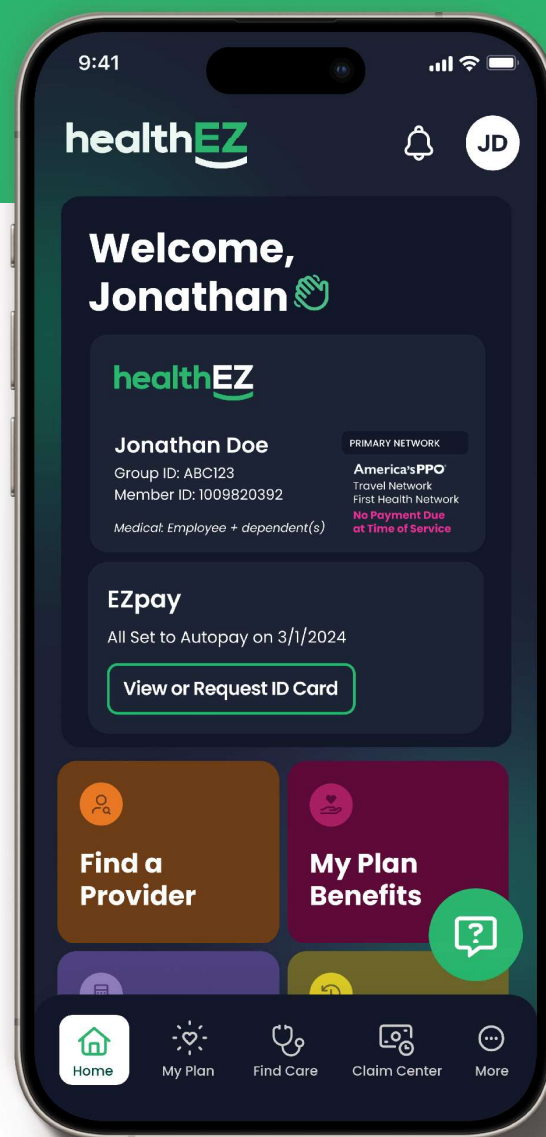 9:41
healthEZ
JD
Welcome,
Jonathan
healthEZ
Jonathan Doe
Group ID: ABC123
Member ID: 1009820392
Medical: Employee + dependent(s)
PRIMARY NETWORK
America'sPPO
Travel Network
First Health Network
No Payment Due
at Time of Service
EZpay
All Set to Autopay on 3/1/2024
View or Request ID Card
Find a
Provider
My Plan
Benefits
?
Home
My Plan
Find Care
Claim Center
More